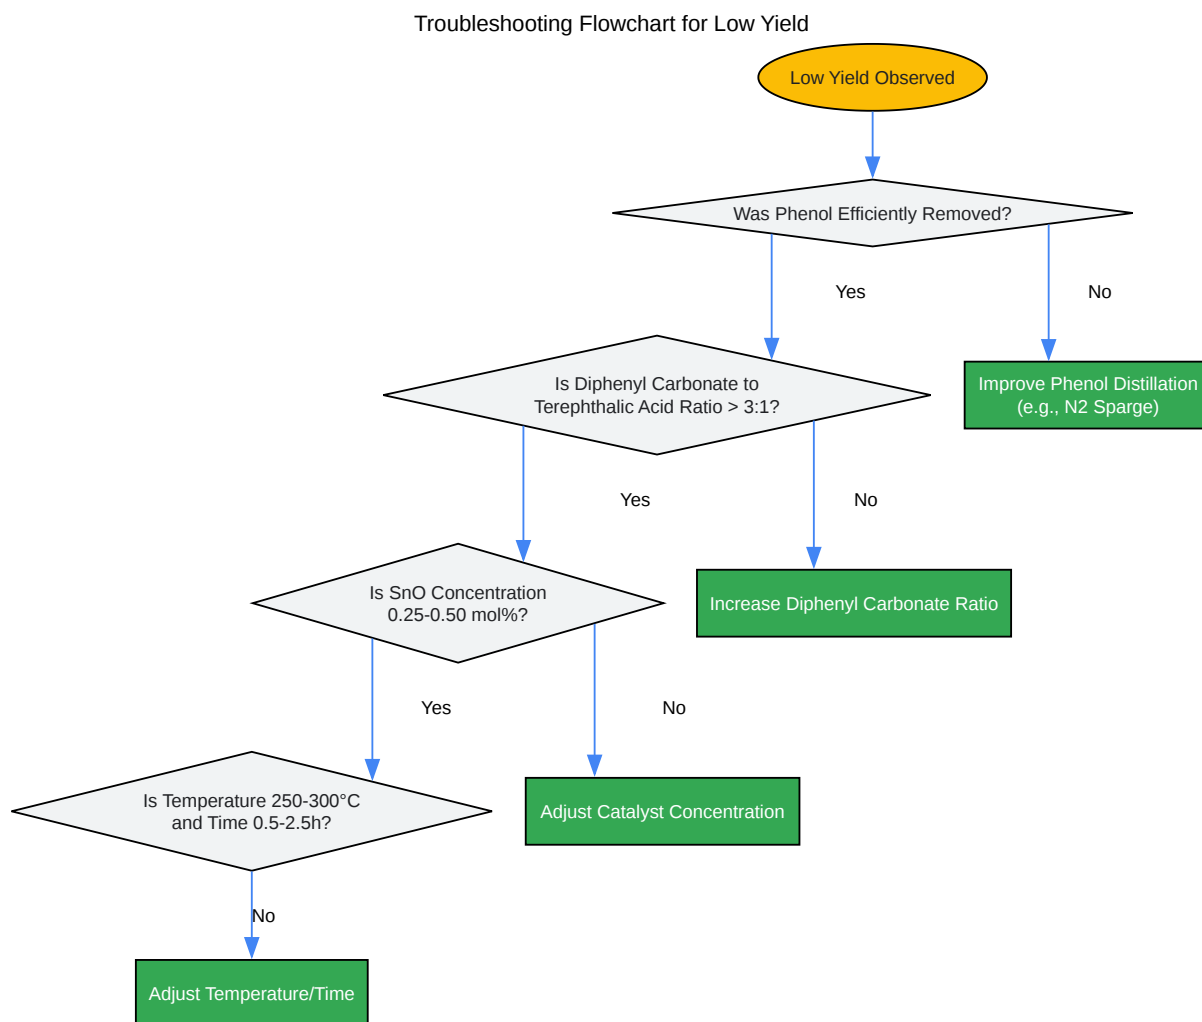 Troubleshooting Flowchart for Low Yield
Low Yield Observed
Was Phenol Efficiently Removed?
Yes
No
Is Diphenyl Carbonate to
Terephthalic Acid Ratio > 3:1?
Improve Phenol Distillation
(e.g., N2 Sparge)
Yes
No
Is SnO Concentration
0.25-0.50 mol%?
Increase Diphenyl Carbonate Ratio
Yes
No
Is Temperature 250-300°C
and Time 0.5-2.5h?
Adjust Catalyst Concentration
No
Adjust Temperature/Time